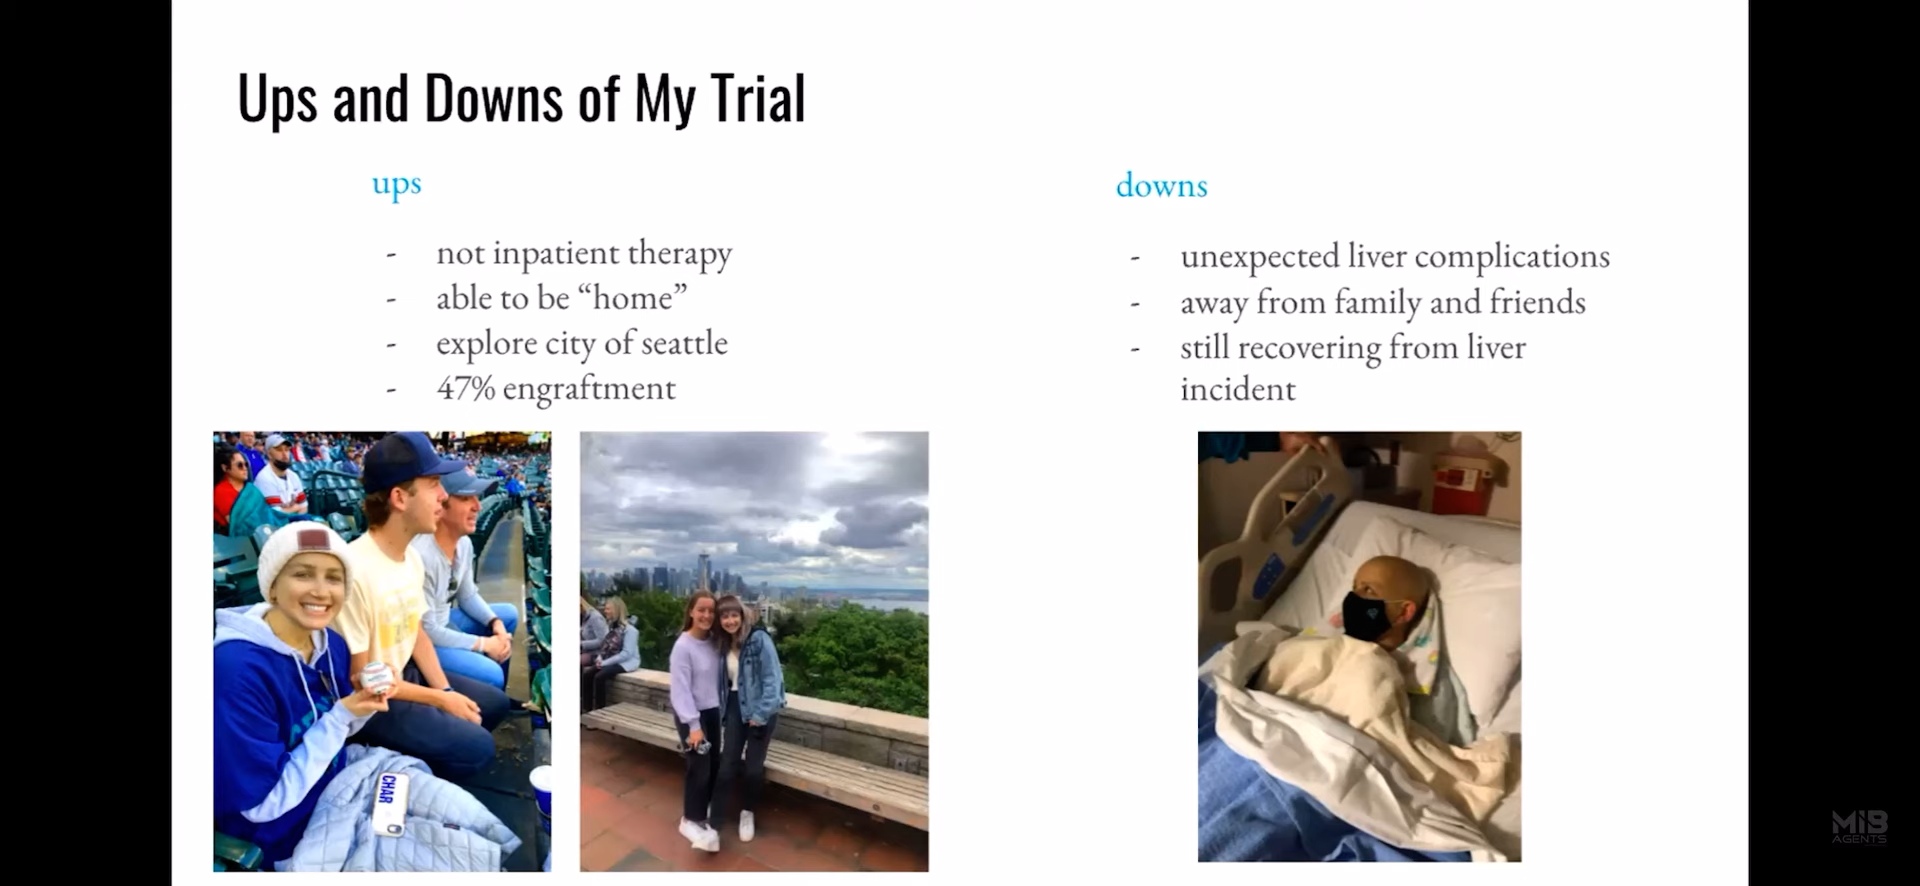 Ups and Downs of My Trial
ups
- not inpatient therapy
- able to be “home”
- explore city of seattle
- 47% engraftment
downs
- unexpected liver complications
- away from family and friends
- still recovering from liver
incident
CHAR
MIB
AGENTS